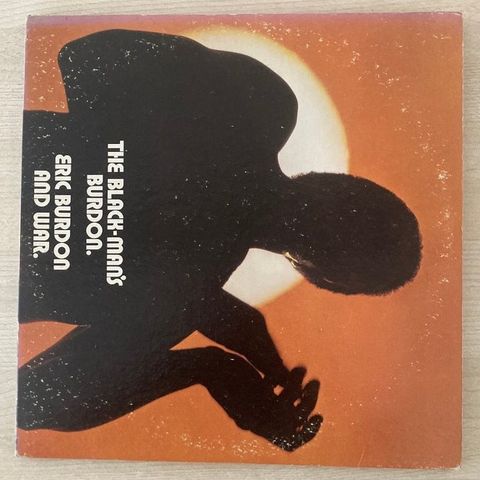 THE BLACK-MAN'S
BURDON.
ERIC BURDON
AND WAR.